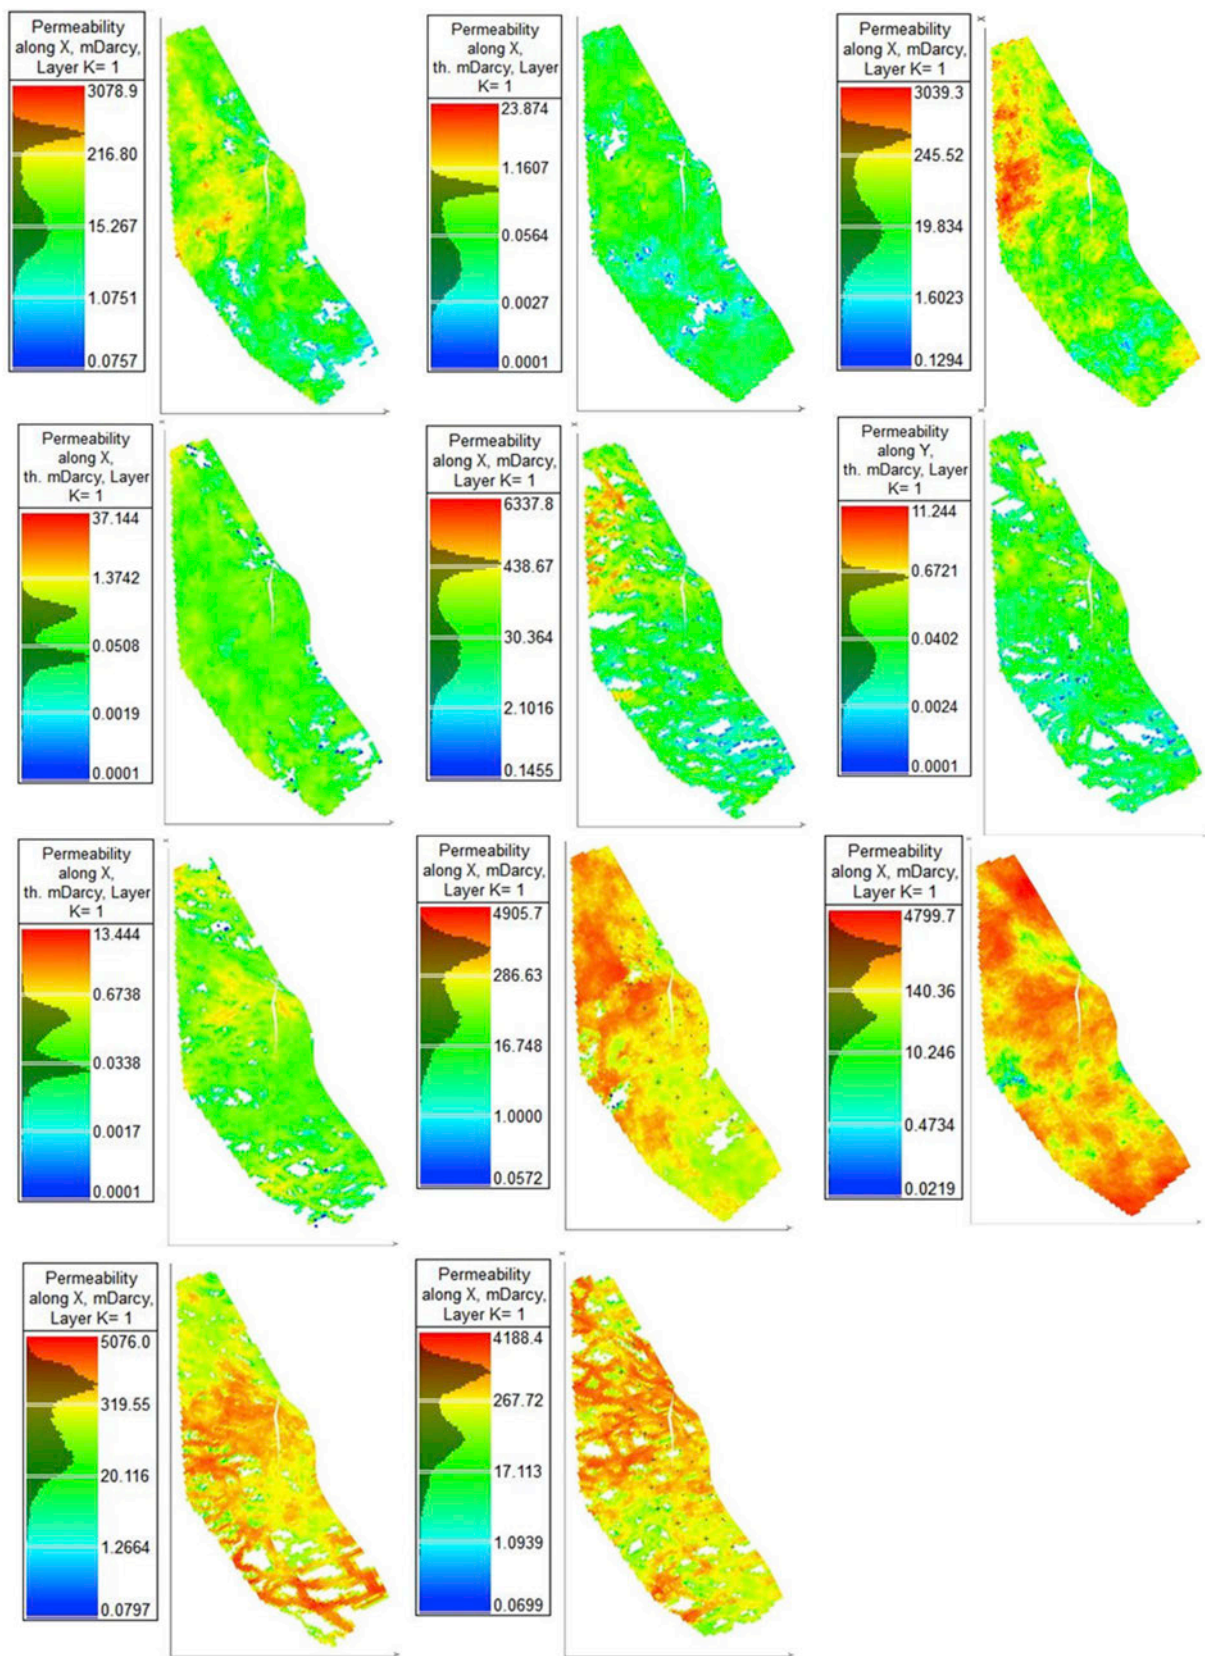 Permeability
along X, mDarcy,
Layer K= 1
3078.9
216.80
15.267
1.0751
0.0757
Permeability
along X,
th. mDarcy, Layer
K= 1
23.874
1.1607
0.0564
0.0027
0.0001
Permeability
along X, mDarcy,
Layer K= 1
3039.3
245.52
19.834
1.6023
0.1294
Permeability
along X,
th. mDarcy, Layer
K= 1
37.144
1.3742
0.0508
0.0019
0.0001
Permeability
along X, mDarcy,
Layer K= 1
6337.8
438.67
30.364
2.1016
0.1455
Permeability
along Y,
th. mDarcy, Layer
K= 1
11.244
0.6721
0.0402
0.0024
0.0001
Permeability
along X,
th. mDarcy, Layer
K= 1
13.444
0.6738
0.0338
0.0017
0.0001
Permeability
along X, mDarcy,
Layer K= 1
4905.7
286.63
16.748
1.0000
0.0572
Permeability
along X, mDarcy,
Layer K= 1
4799.7
140.36
10.246
0.4734
0.0219
Permeability
along X, mDarcy,
Layer K= 1
5076.0
319.55
20.116
1.2664
0.0797
Permeability
along X, mDarcy,
Layer K= 1
4188.4
267.72
17.113
1.0939
0.0699